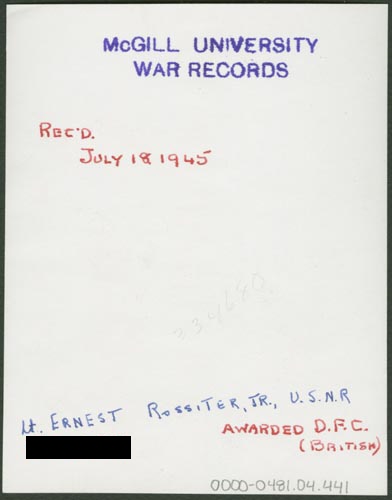 McGILL UNIVERSITY
WAR RECORDS
REC'D.
JULY 18 1945
334680
Lt. ERNEST ROSSITER, JR., U.S.N.R
AWARDED D.F.C.
(BRITISH)
0000-0481.04.441